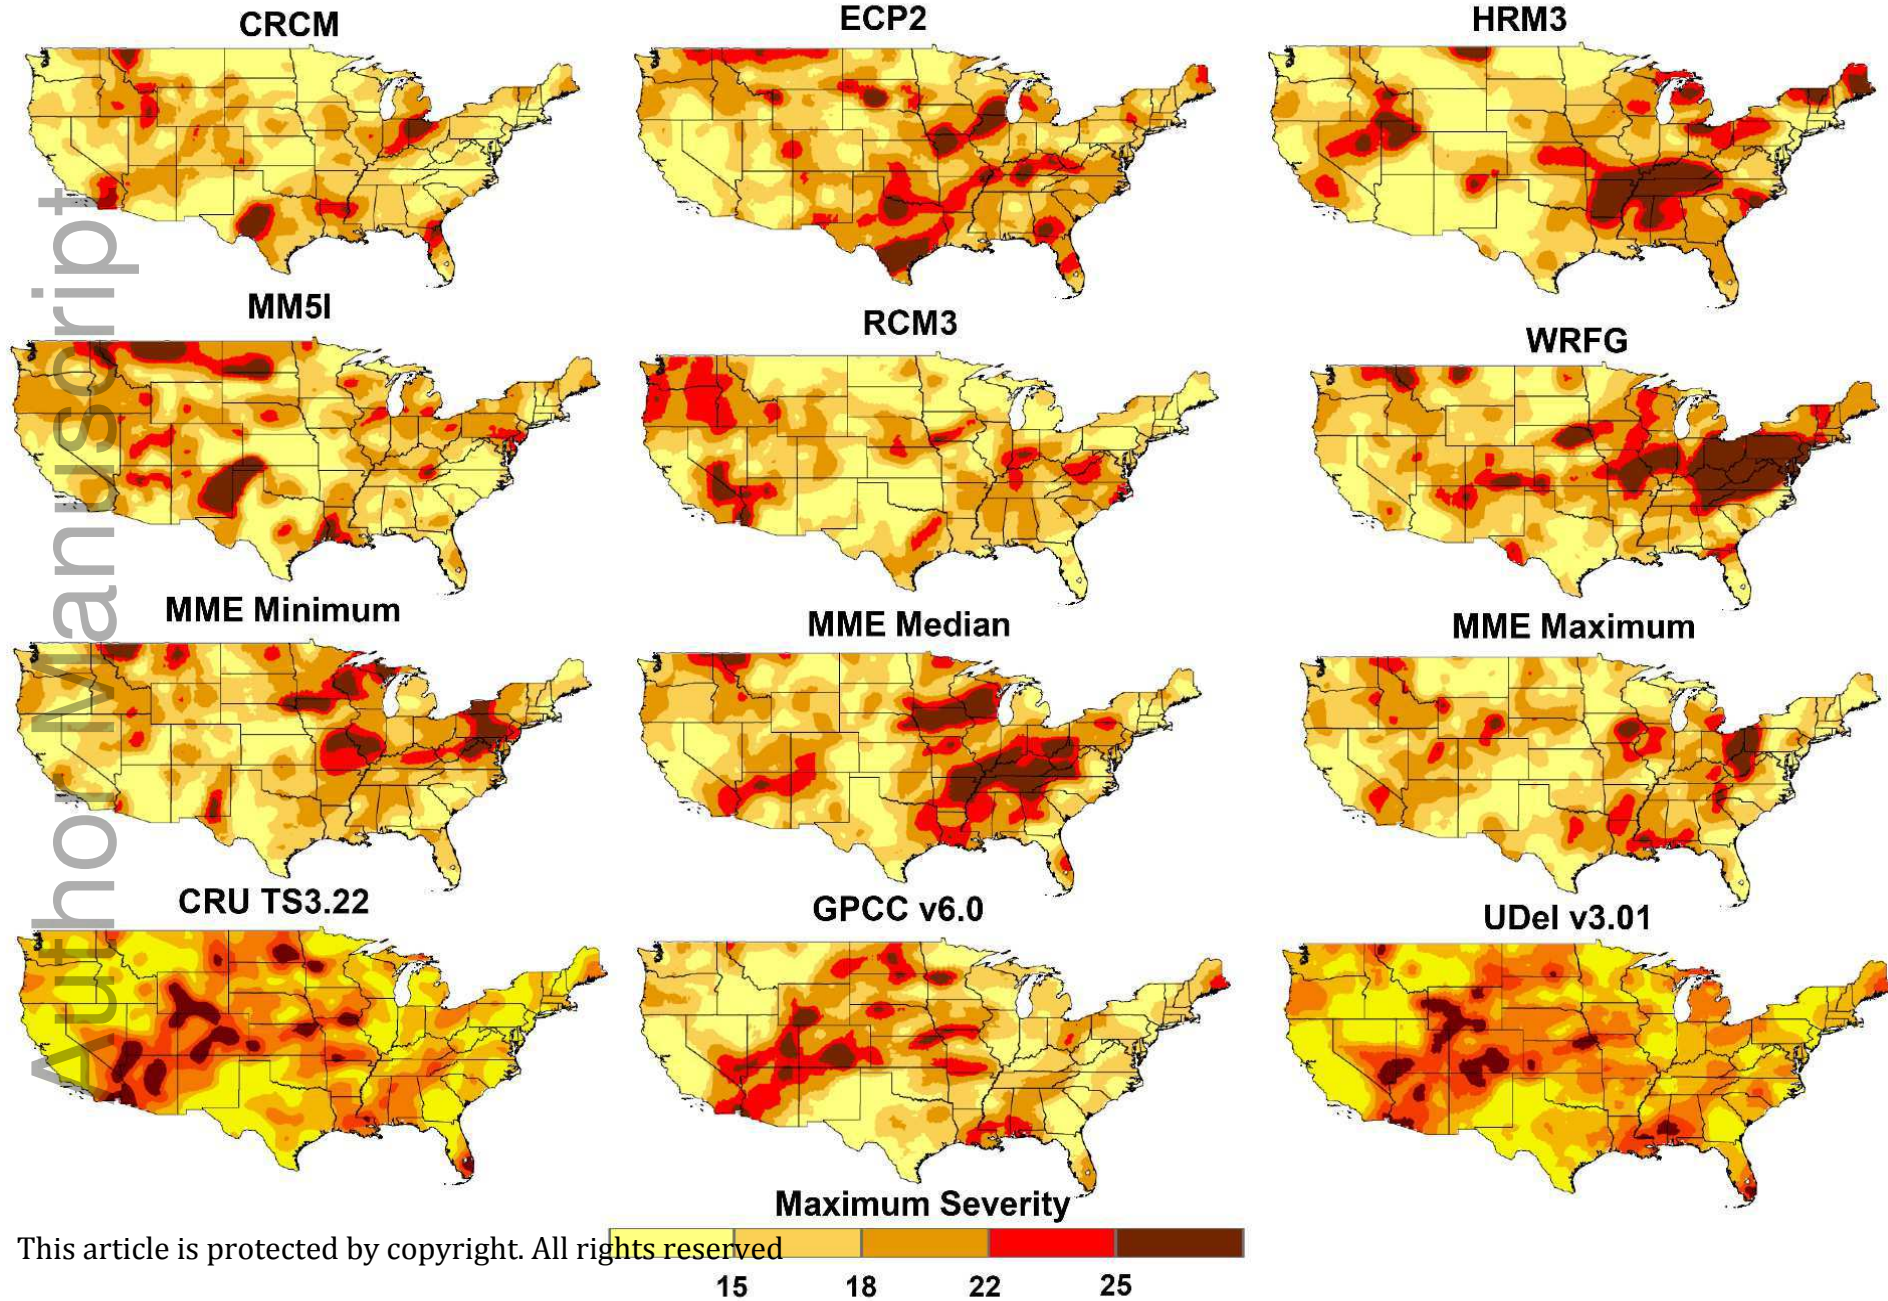 CRCM
ECP2
HRM3
MM5I
RCM3
WRFG
MME Minimum
MME Median
MME Maximum
CRU TS3.22
GPCC v6.0
UDel v3.01
Maximum Severity
15 18 22 25
This article is protected by copyright. All rights reserved
Author Manuscript